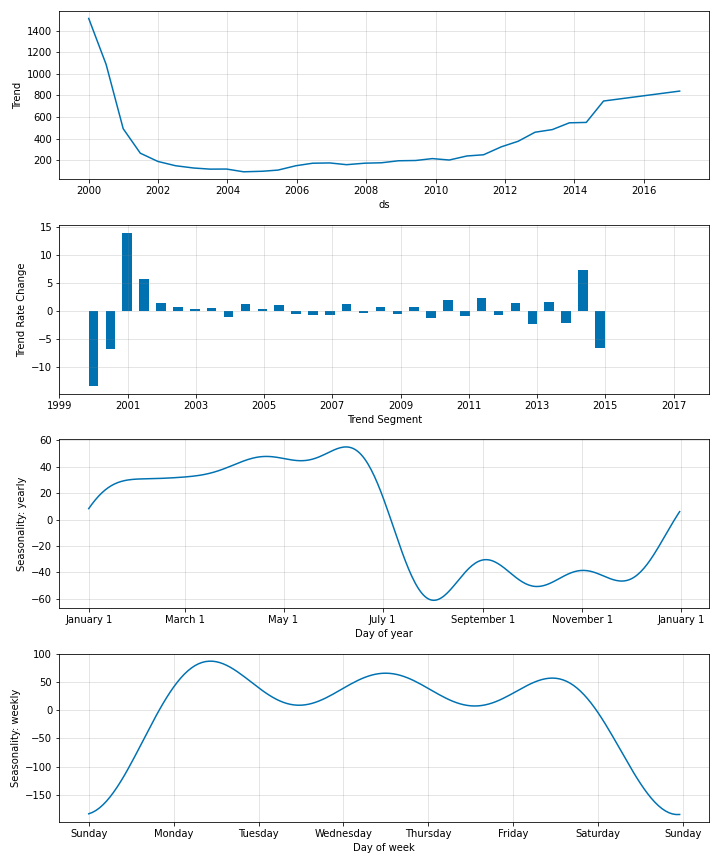 1400
1200
1000
800
600
400
200
Trend
2000 2002 2004 2006 2008 2010 2012 2014 2016
ds
15
10
5
0
−5
−10
Trend Rate Change
1999 2001 2003 2005 2007 2009 2011 2013 2015 2017
Trend Segment
60
40
20
0
−20
−40
−60
Seasonality: yearly
January 1 March 1 May 1 July 1 September 1 November 1 January 1
Day of year
100
50
0
−50
−100
−150
Seasonality: weekly
Sunday Monday Tuesday Wednesday Thursday Friday Saturday Sunday
Day of week